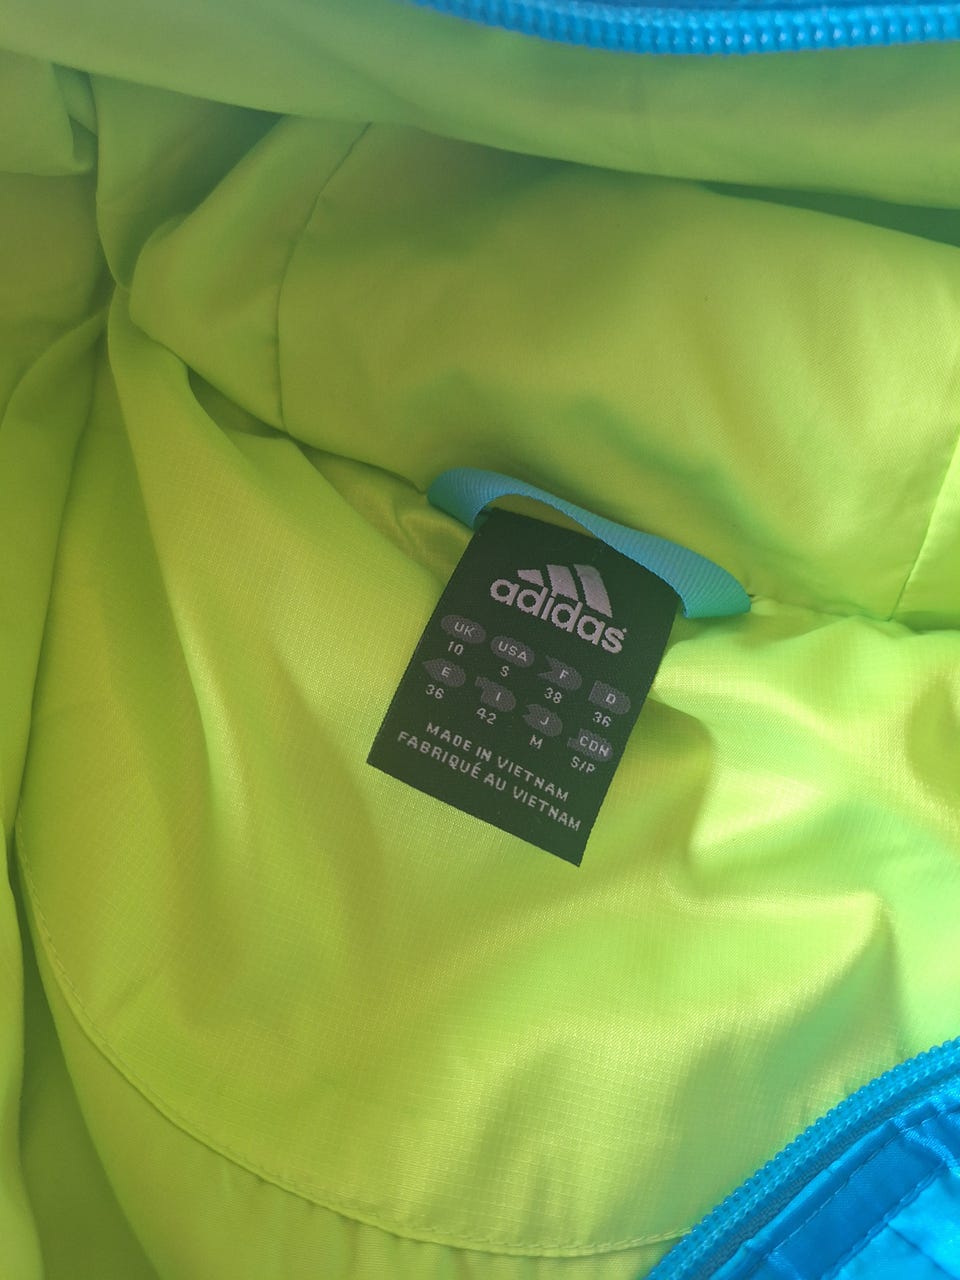 adidas
UK USA F D
10 S 38 36
E I J CDN
36 42 M S/P
MADE IN VIETNAM
FABRIQUÉ AU VIETNAM